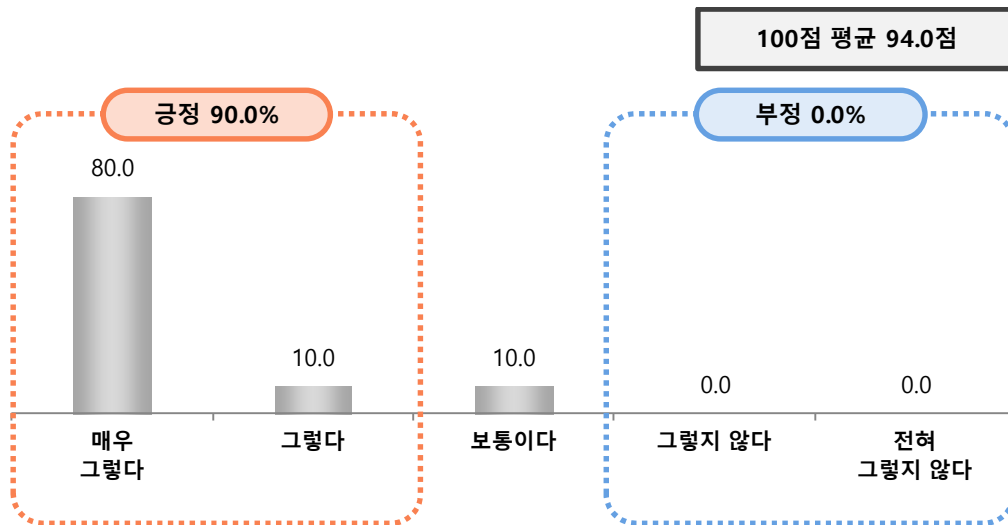 100점 평균 94.0점
긍정 90.0%
부정 0.0%
80.0
10.0
10.0
0.0
0.0
매우
그렇다
그렇다
보통이다
그렇지 않다
전혀
그렇지 않다